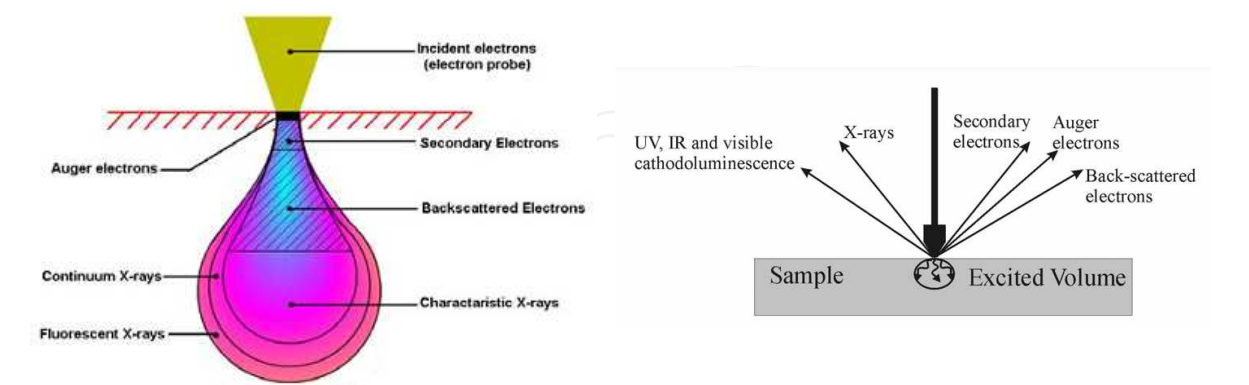 Incident electrons
(electron probe)
Secondary Electrons
Auger electrons
Backscattered Electrons
Continuum X-rays
Charactaristic X-rays
Fluorescent X-rays
UV, IR and visible
cathodoluminescence
X-rays
Secondary
electrons
Auger
electrons
Back-scattered
electrons
Sample
Excited Volume